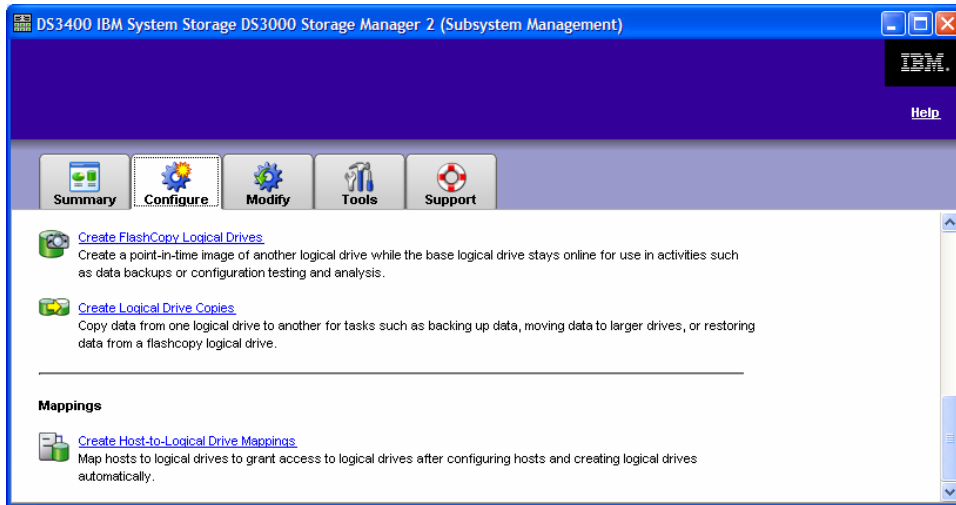 DS3400 IBM System Storage DS3000 Storage Manager 2 (Subsystem Management)
IBM.
Help
Summary
Configure
Modify
Tools
Support
Create FlashCopy Logical Drives
Create a point-in-time image of another logical drive while the base logical drive stays online for use in activities such
as data backups or configuration testing and analysis.
Create Logical Drive Copies
Copy data from one logical drive to another for tasks such as backing up data, moving data to larger drives, or restoring
data from a flashcopy logical drive.
Mappings
Create Host-to-Logical Drive Mappings
Map hosts to logical drives to grant access to logical drives after configuring hosts and creating logical drives
automatically.